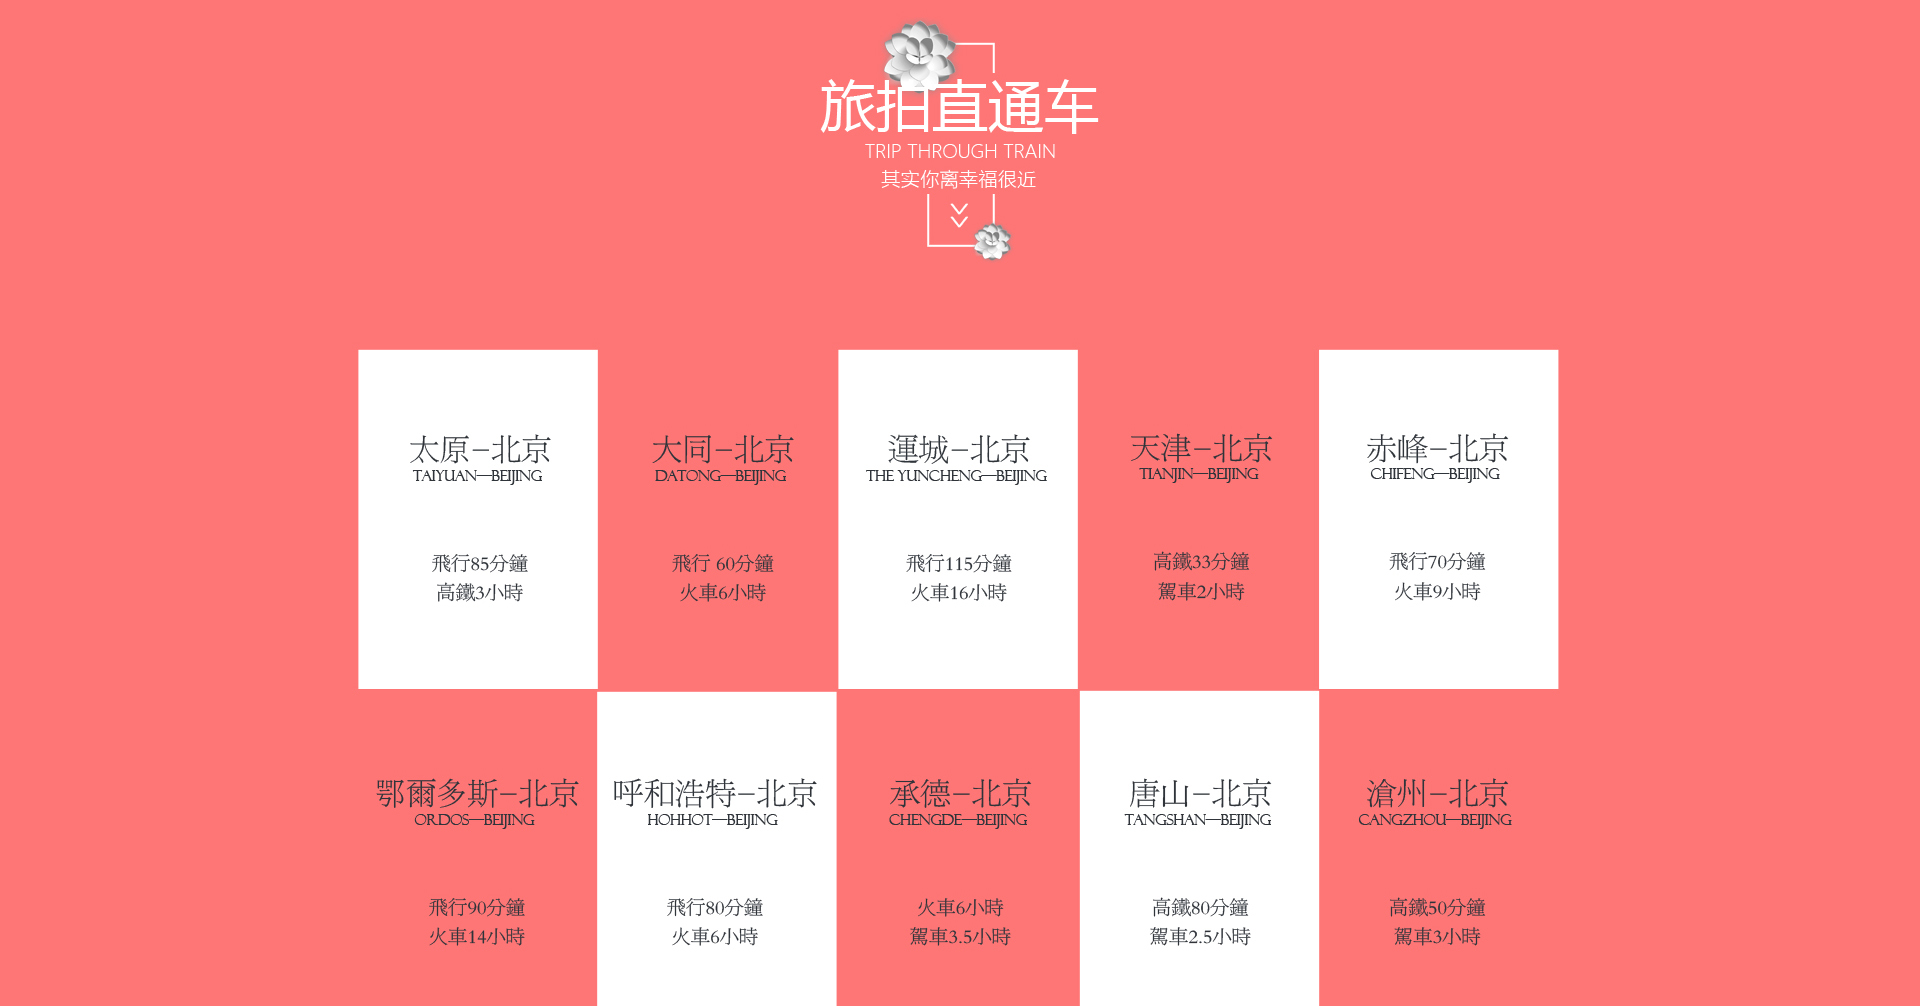 旅拍直通车
TRIP THROUGH TRAIN
其实你离幸福很近
太原-北京
TAIYUAN—BEIJING
飛行85分鐘
高鐵3小時
大同-北京
DATONG—BEIJING
飛行 60分鐘
火車6小時
運城-北京
THE YUNCHENG—BEIJING
飛行115分鐘
火車16小時
天津-北京
TIANJIN—BEIJING
高鐵33分鐘
駕車2小時
赤峰-北京
CHIFENG—BEIJING
飛行70分鐘
火車9小時
鄂爾多斯-北京
ORDOS—BEIJING
飛行90分鐘
火車14小時
呼和浩特-北京
HOHHOT—BEIJING
飛行80分鐘
火車6小時
承德-北京
CHENGDE—BEIJING
火車6小時
駕車3.5小時
唐山-北京
TANGSHAN—BEIJING
高鐵80分鐘
駕車2.5小時
滄州-北京
CANGZHOU—BEIJING
高鐵50分鐘
駕車3小時